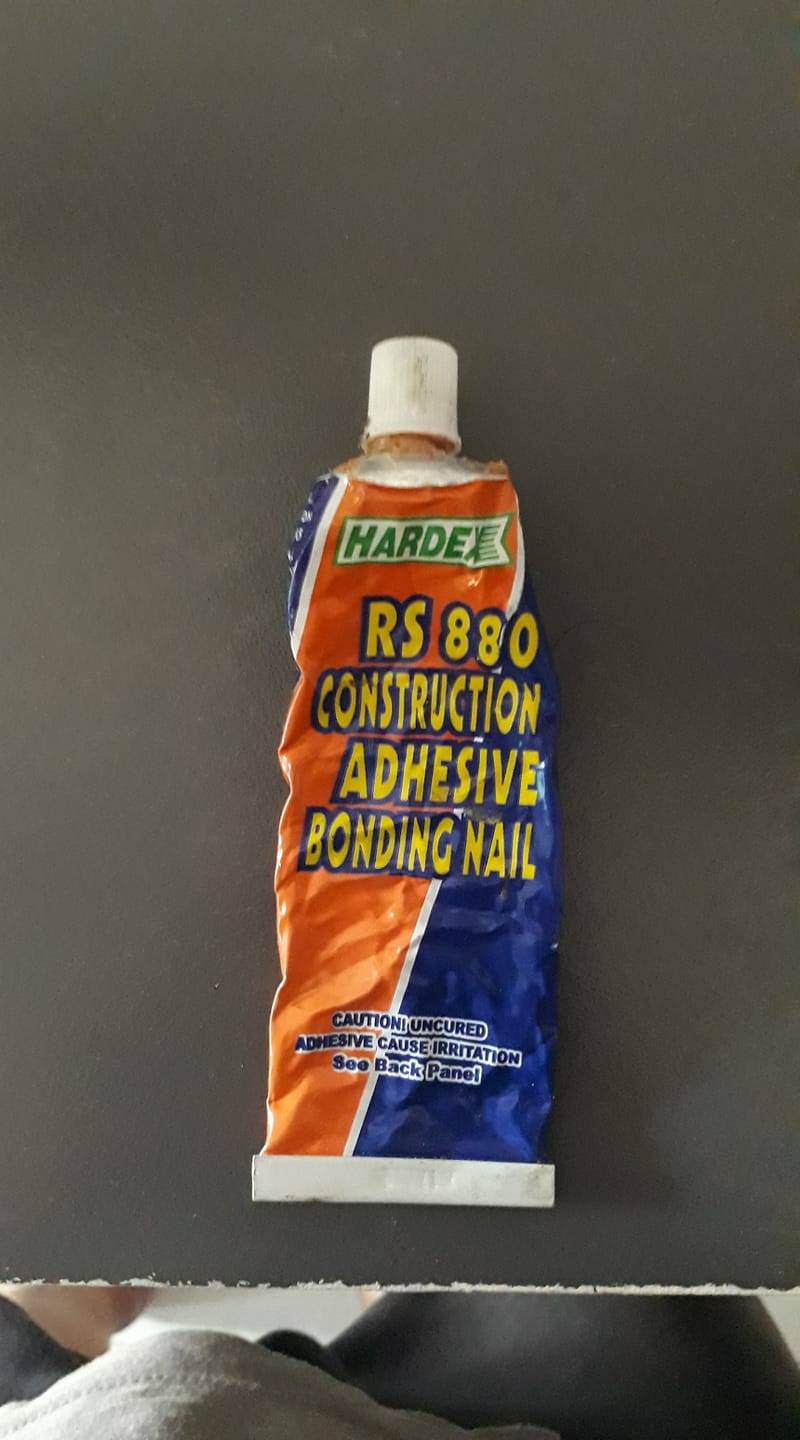 HARDEX
RS 880
CONSTRUCTION
ADHESIVE
BONDING NAIL
CAUTION! UNCURED
ADHESIVE CAUSE IRRITATION
See Back Panel